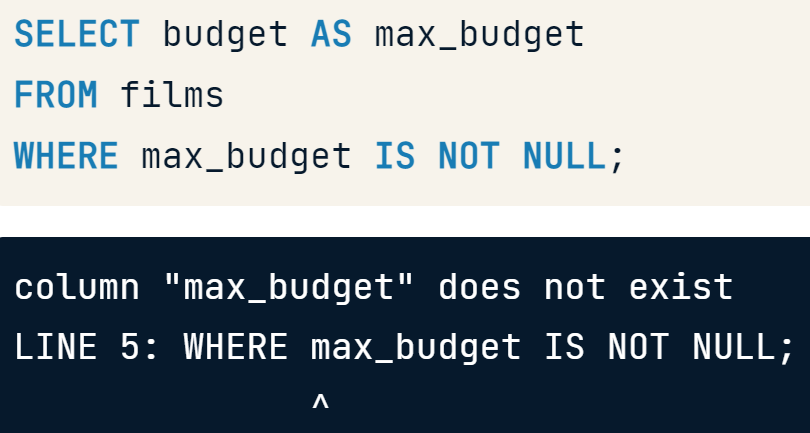 SELECT budget AS max_budget
FROM films
WHERE max_budget IS NOT NULL;
column "max_budget" does not exist
LINE 5: WHERE max_budget IS NOT NULL;
^